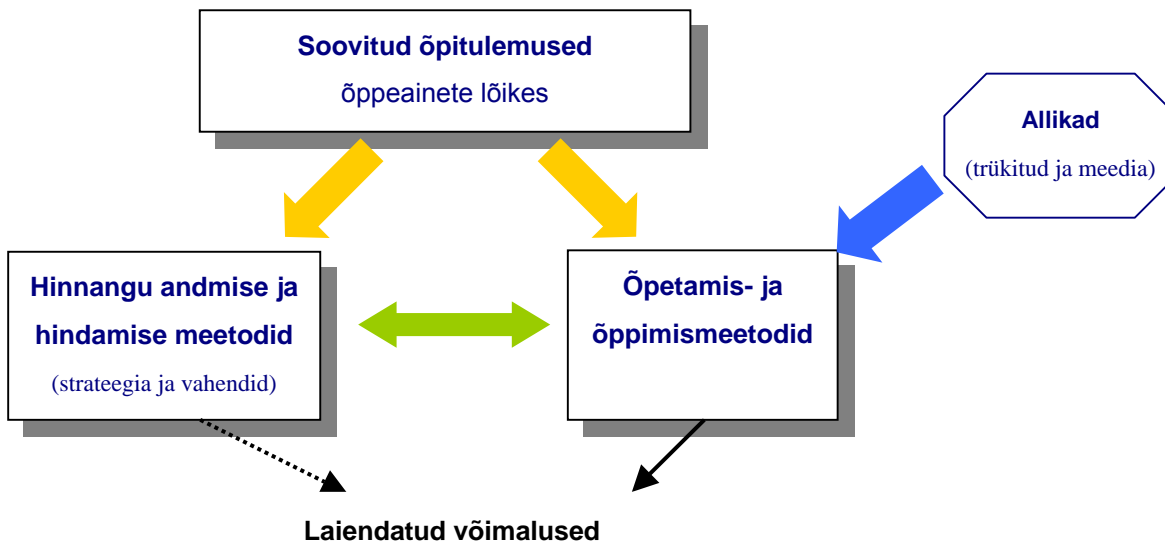 Soovitud õpitulemused
õppeainete lõikes
Allikad
(trükitud ja meedia)
Hinnangu andmise ja
hindamise meetodid
(strateegia ja vahendid)
Õpetamis- ja
õppimismeetodid
Laiendatud võimalused